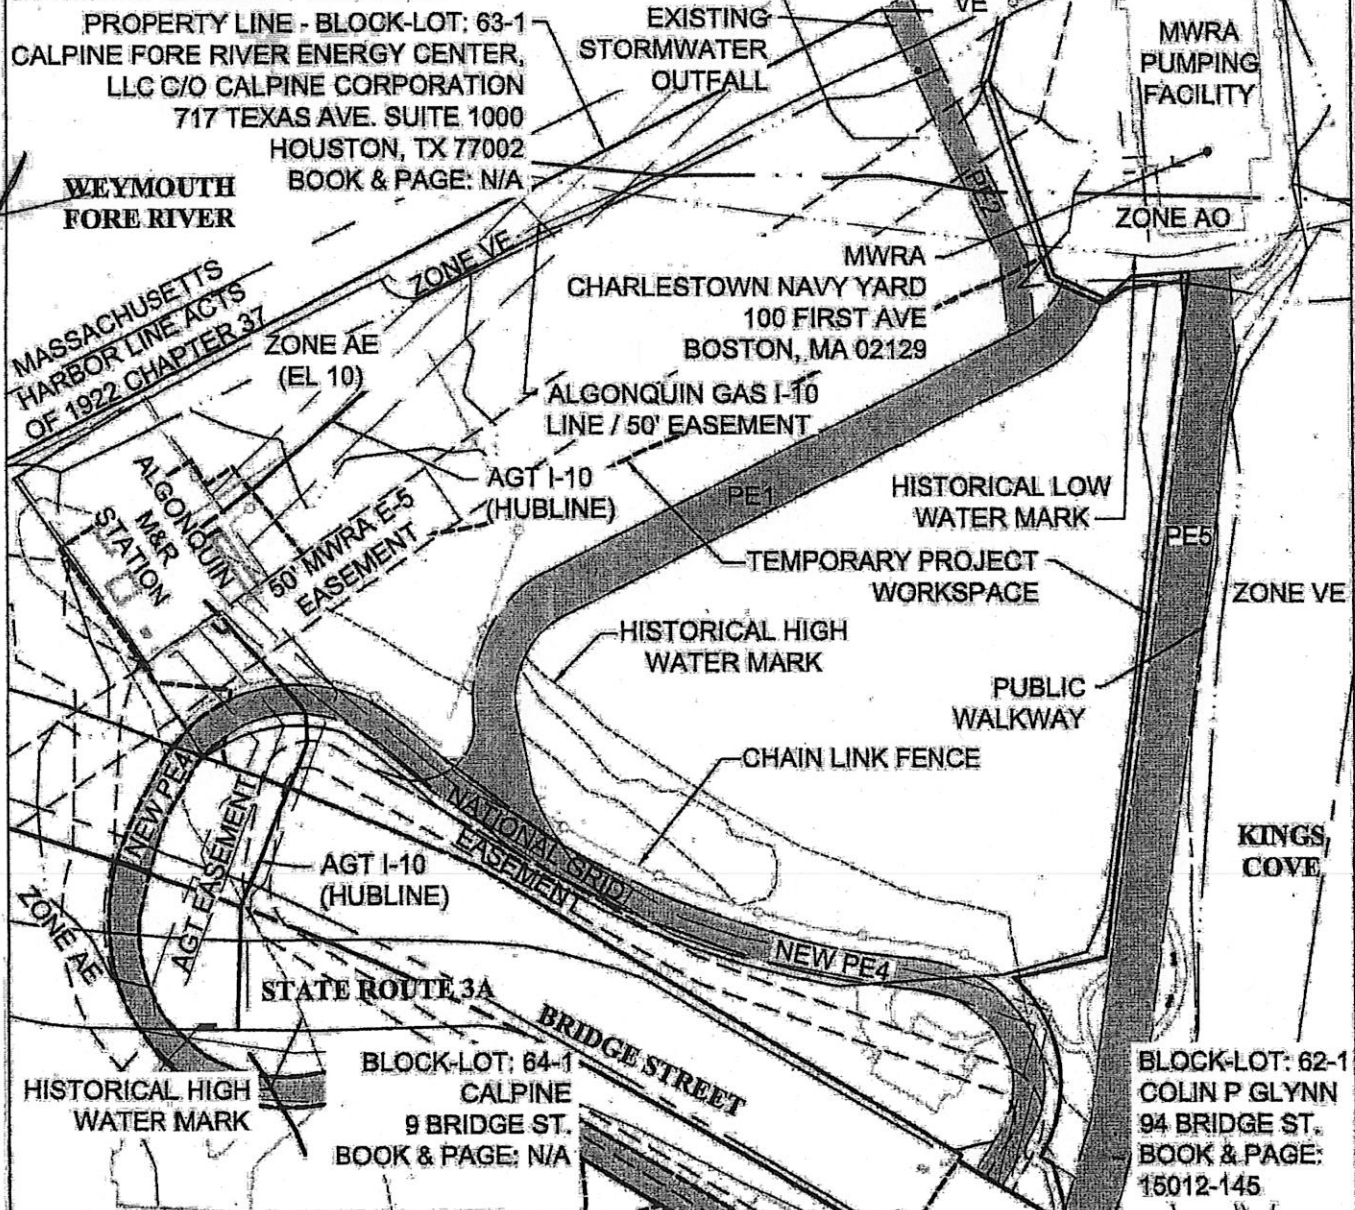 PROPERTY LINE - BLOCK-LOT: 63-1
CALPINE FORE RIVER ENERGY CENTER,
LLC C/O CALPINE CORPORATION
717 TEXAS AVE. SUITE 1000
HOUSTON, TX 77002
BOOK & PAGE: N/A
EXISTING
STORMWATER
OUTFALL
VE
MWRA
PUMPING
FACILITY
WEYMOUTH
FORE RIVER
PE2
ZONE AO
ZONE VE
MWRA
CHARLESTOWN NAVY YARD
100 FIRST AVE
BOSTON, MA 02129
MASSACHUSETTS
HARBOR LINE ACTS
OF 1922 CHAPTER 37
ZONE AE
(EL 10)
ALGONQUIN GAS I-10
LINE / 50' EASEMENT
AGT I-10
(HUBLINE)
PE1
HISTORICAL LOW
WATER MARK
ALGONQUIN
M&R
STATION
50' MWRA E-5
EASEMENT
PE5
TEMPORARY PROJECT
WORKSPACE
ZONE VE
HISTORICAL HIGH
WATER MARK
PUBLIC
WALKWAY
CHAIN LINK FENCE
NEW PE4
AGT EASEMENT
NATIONAL GRID
EASEMENT
KINGS
COVE
AGT I-10
(HUBLINE)
ZONE AE
NEW PE4
STATE ROUTE 3A
BRIDGE STREET
HISTORICAL HIGH
WATER MARK
BLOCK-LOT: 64-1
CALPINE
9 BRIDGE ST.
BOOK & PAGE: N/A
BLOCK-LOT: 62-1
COLIN P GLYNN
94 BRIDGE ST.
BOOK & PAGE:
15012-145